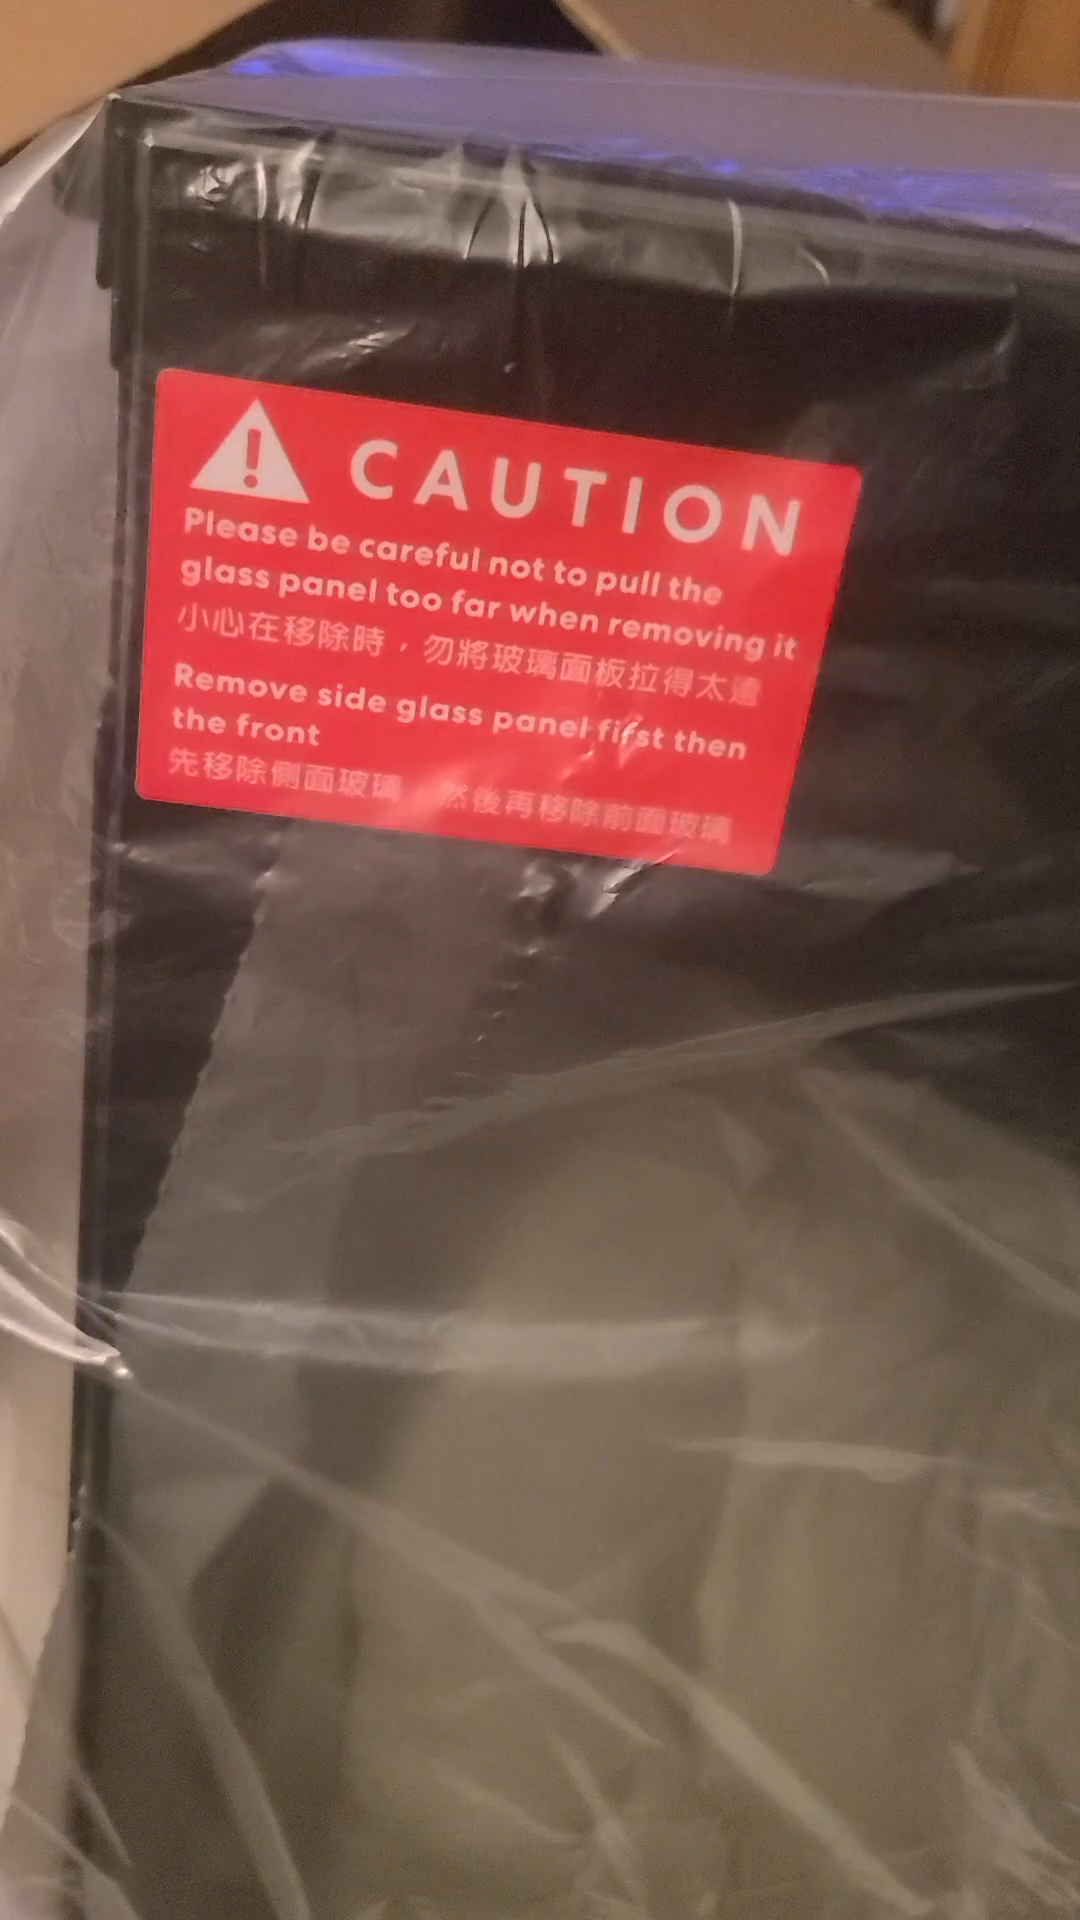 CAUTION
Please be careful not to pull the
glass panel too far when removing it
小心在移除時，勿將玻璃面板拉得太遠
Remove side glass panel first then
the front
先移除側面玻璃 然後再移除前面玻璃